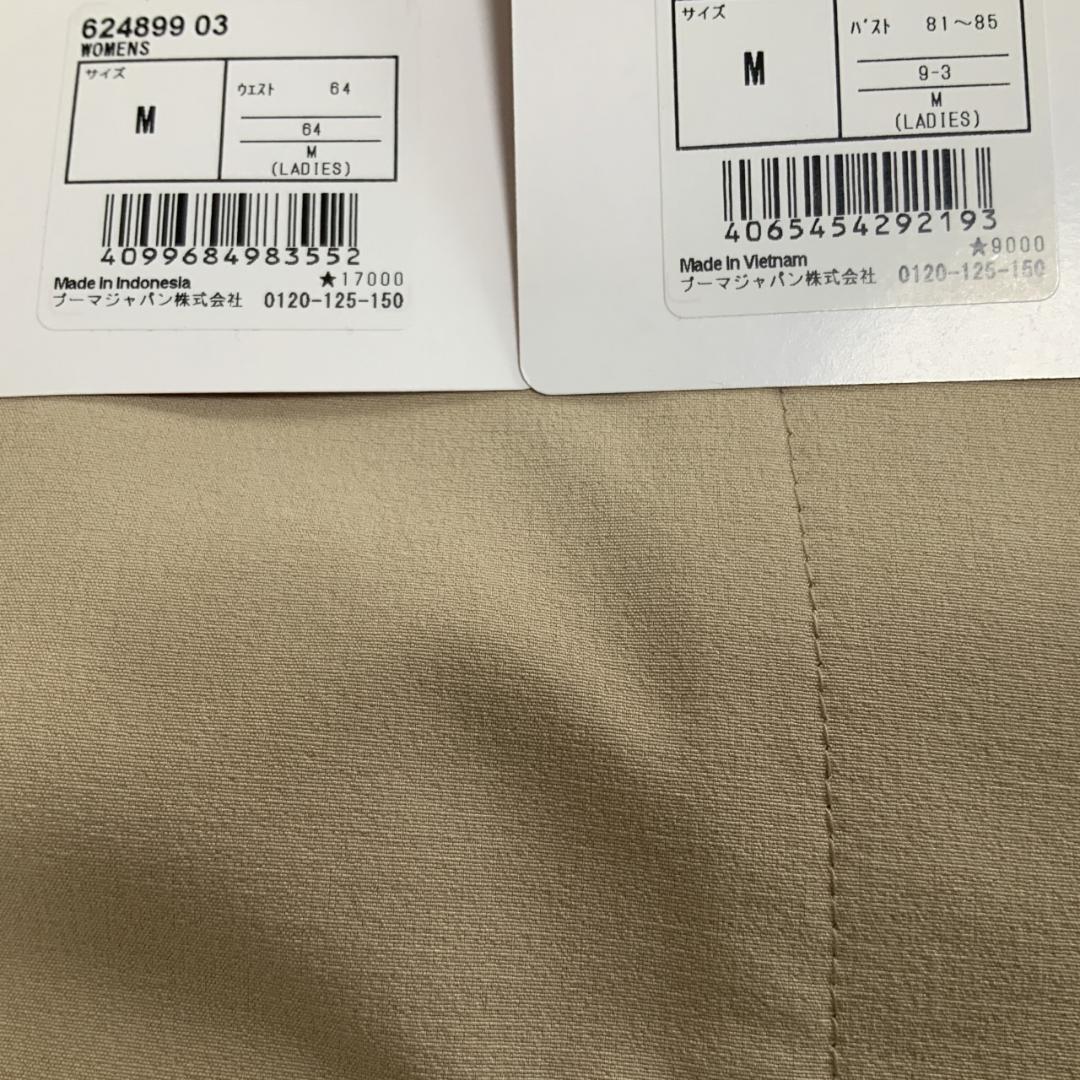 624899 03
WOMENS
サイズ
M
ウエスト 64
64
M
(LADIES)
4099684983552
Made in Indonesia ★17000
プーマジャパン株式会社 0120-125-150
サイズ
M
バスト 81～85
9-3
M
(LADIES)
4065454292193
★9000
Made in Vietnam
プーマジャパン株式会社 0120-125-150